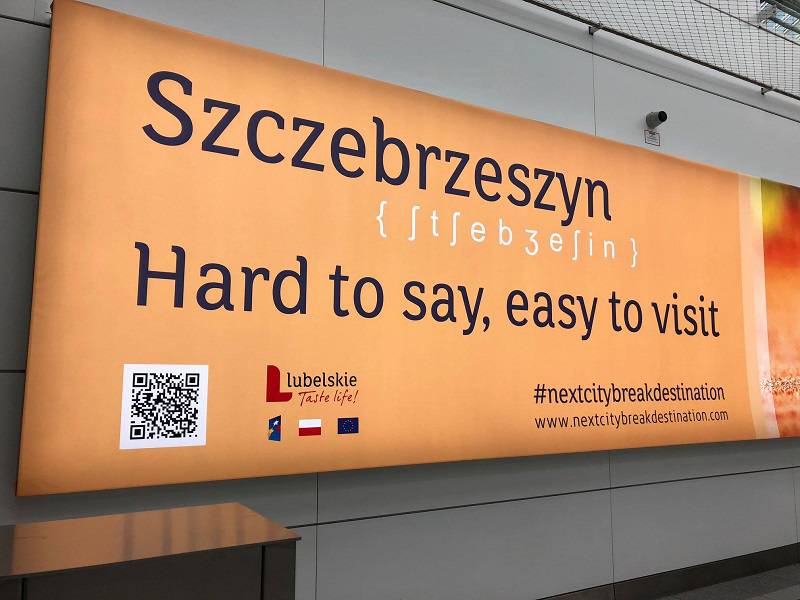 Szczebrzeszyn
{ ʃtʃebʒeʃin }
Hard to say, easy to visit
lubelskie
Taste life!
#nextcitybreakdestination
www.nextcitybreakdestination.com